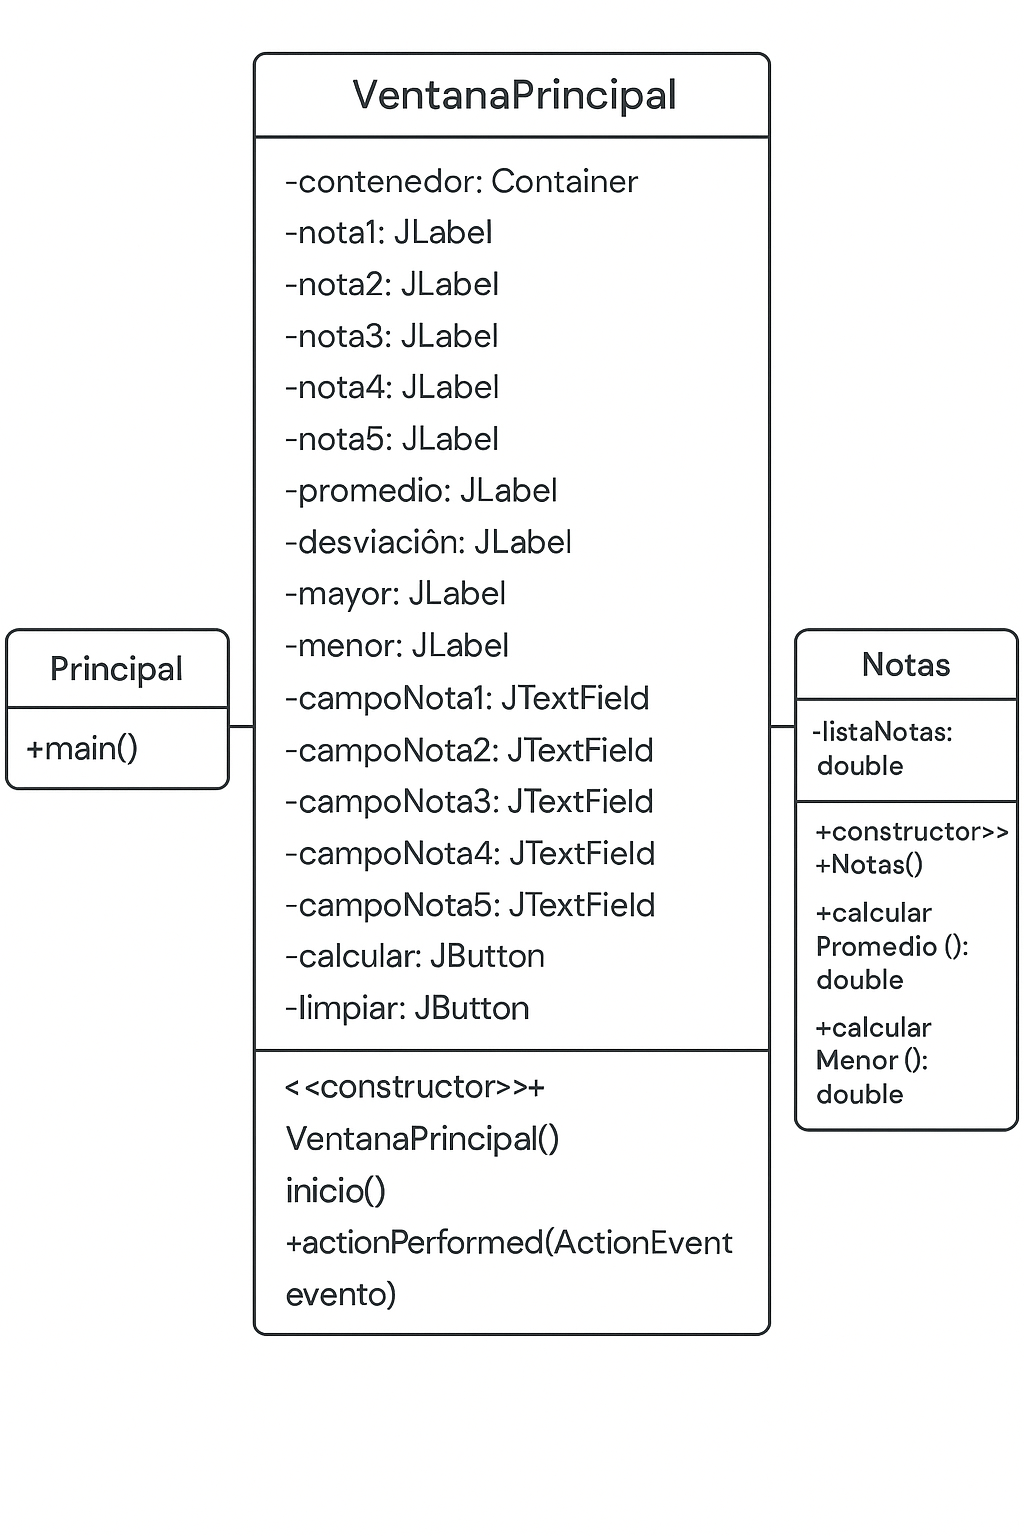 VentanaPrincipal
-contenedor: Container
-nota1: JLabel
-nota2: JLabel
-nota3: JLabel
-nota4: JLabel
-nota5: JLabel
-promedio: JLabel
-desviaciôn: JLabel
-mayor: JLabel
-menor: JLabel
-campoNota1: JTextField
-campoNota2: JTextField
-campoNota3: JTextField
-campoNota4: JTextField
-campoNota5: JTextField
-calcular: JButton
-limpiar: JButton
<<constructor>>+
VentanaPrincipal()
inicio()
+actionPerformed(ActionEvent
evento)
Principal
+main()
Notas
-listaNotas:
double
+constructor>>
+Notas()
+calcular
Promedio ():
double
+calcular
Menor ():
double